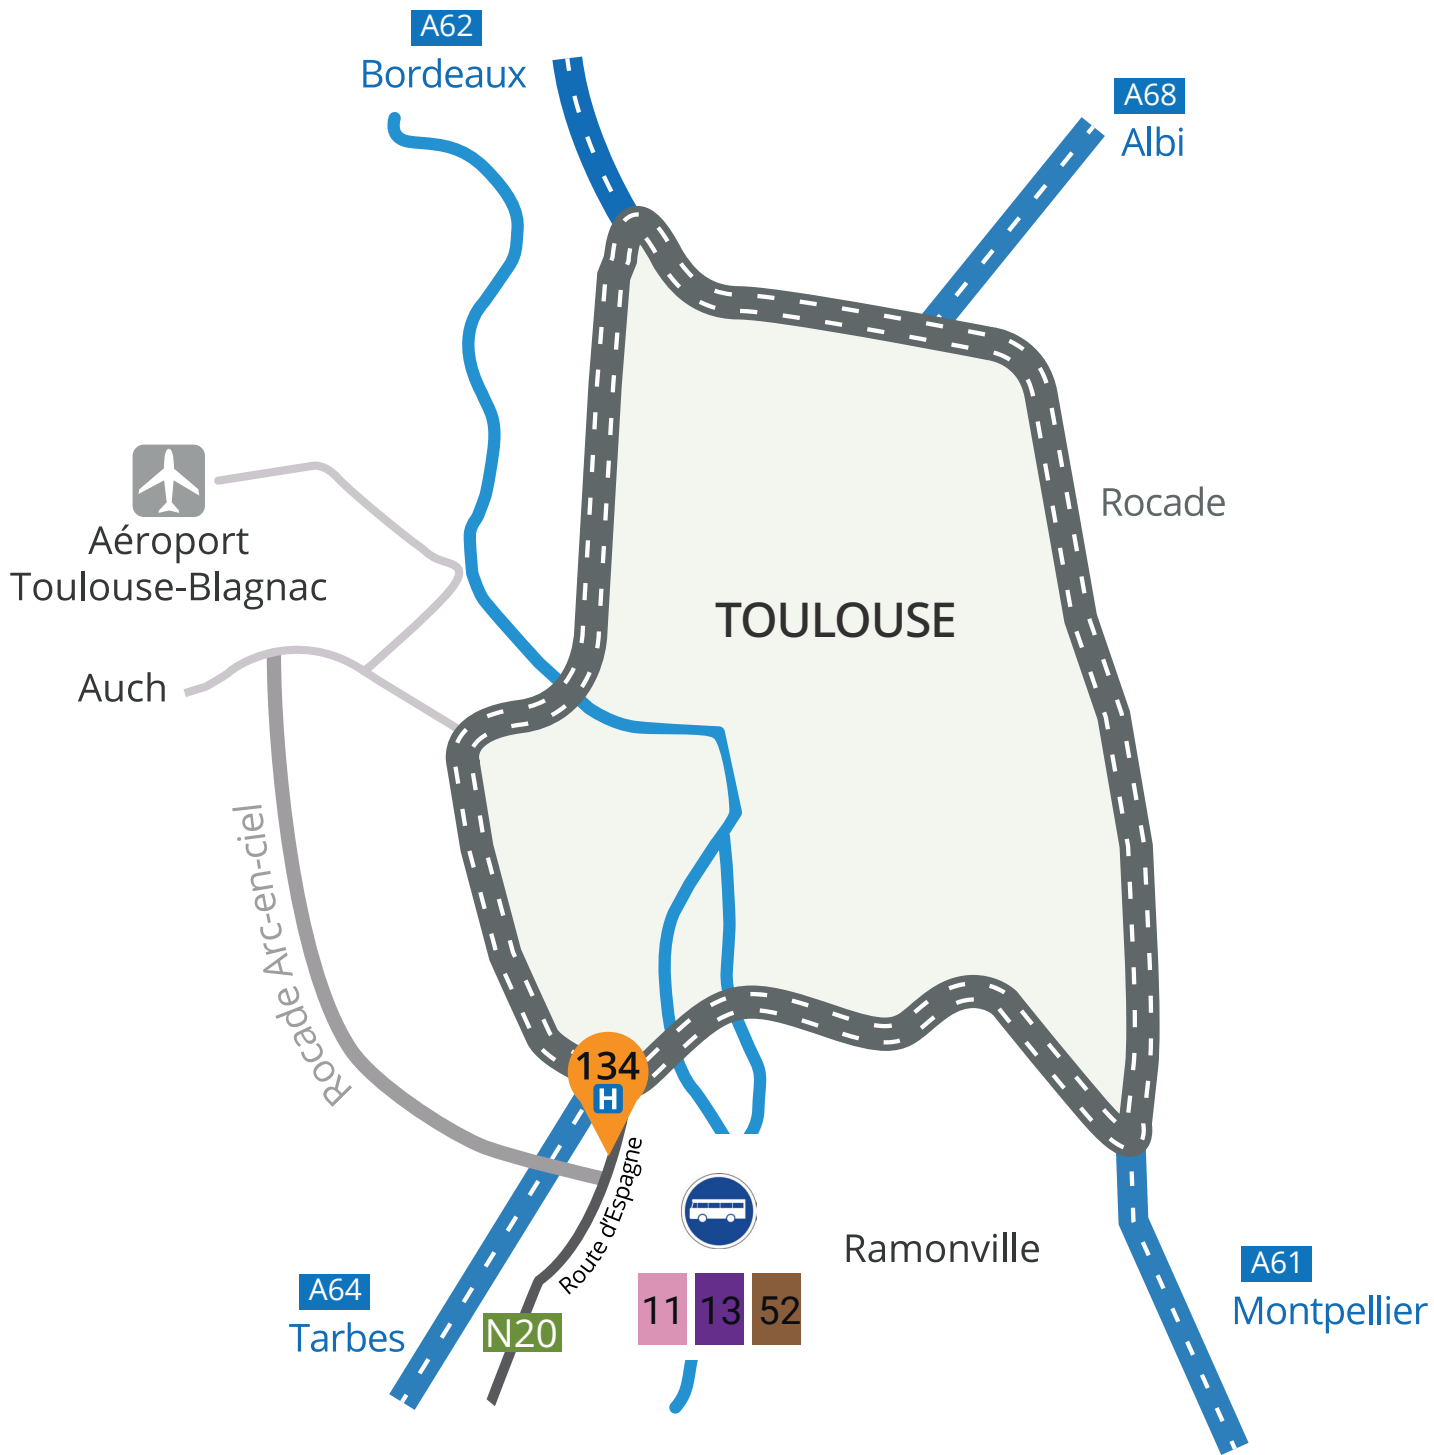 A62
Bordeaux
A68
Albi
Rocade
Aéroport
Toulouse-Blagnac
TOULOUSE
Auch
Rocade Arc-en-ciel
134
H
Route d'Espagne
Ramonville
A64
Tarbes
N20
11 13 52
A61
Montpellier